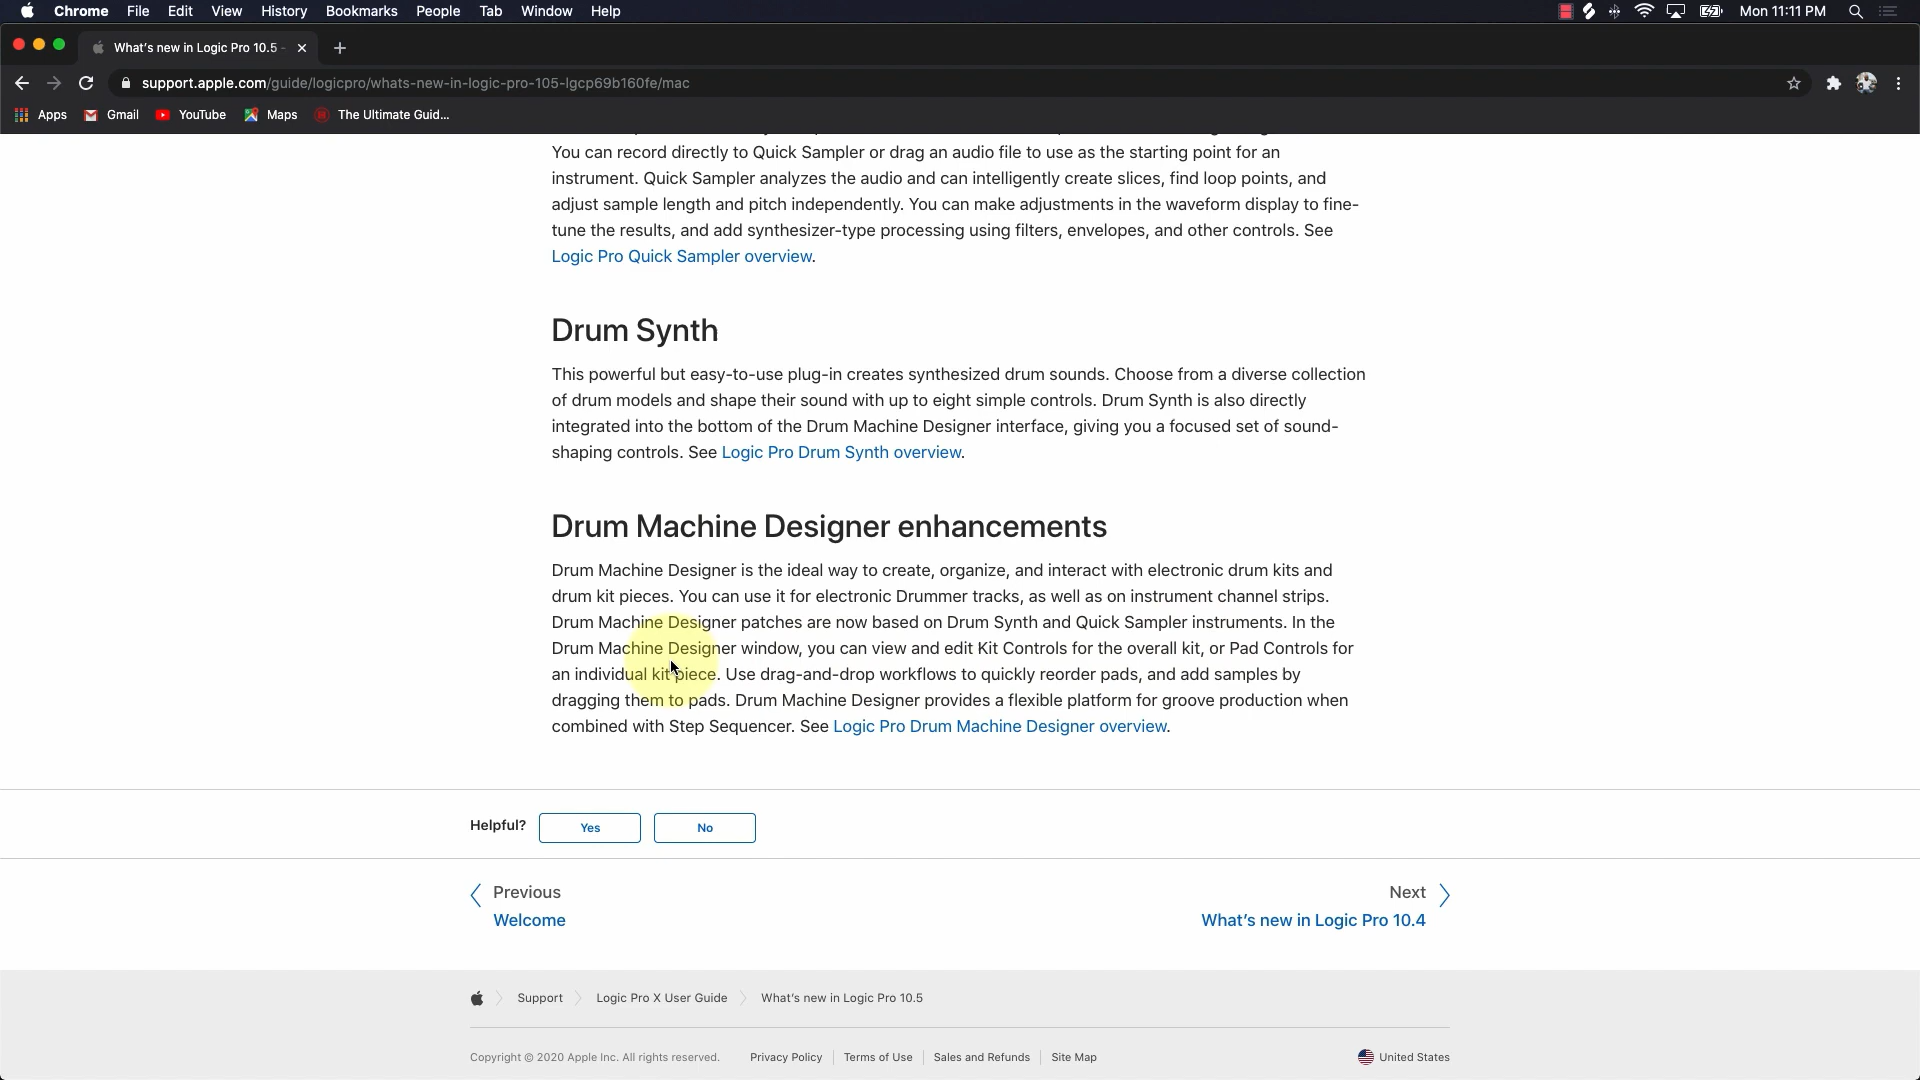 Chrome File Edit View History Bookmarks People Tab Window Help Mon 11:11 PM
What's new in Logic Pro 10.5 -
support.apple.com/guide/logicpro/whats-new-in-logic-pro-105-lgcp69b160fe/mac
Apps Gmail YouTube Maps The Ultimate Guid...
You can record directly to Quick Sampler or drag an audio file to use as the starting point for an
instrument. Quick Sampler analyzes the audio and can intelligently create slices, find loop points, and
adjust sample length and pitch independently. You can make adjustments in the waveform display to fine-
tune the results, and add synthesizer-type processing using filters, envelopes, and other controls. See
Logic Pro Quick Sampler overview.
Drum Synth
This powerful but easy-to-use plug-in creates synthesized drum sounds. Choose from a diverse collection
of drum models and shape their sound with up to eight simple controls. Drum Synth is also directly
integrated into the bottom of the Drum Machine Designer interface, giving you a focused set of sound-
shaping controls. See Logic Pro Drum Synth overview.
Drum Machine Designer enhancements
Drum Machine Designer is the ideal way to create, organize, and interact with electronic drum kits and
drum kit pieces. You can use it for electronic Drummer tracks, as well as on instrument channel strips.
Drum Machine Designer patches are now based on Drum Synth and Quick Sampler instruments. In the
Drum Machine Designer window, you can view and edit Kit Controls for the overall kit, or Pad Controls for
an individual kit piece. Use drag-and-drop workflows to quickly reorder pads, and add samples by
dragging them to pads. Drum Machine Designer provides a flexible platform for groove production when
combined with Step Sequencer. See Logic Pro Drum Machine Designer overview.
Helpful? Yes No
Previous Next
Welcome What's new in Logic Pro 10.4
Support Logic Pro X User Guide What's new in Logic Pro 10.5
Copyright © 2020 Apple Inc. All rights reserved. Privacy Policy Terms of Use Sales and Refunds Site Map United States